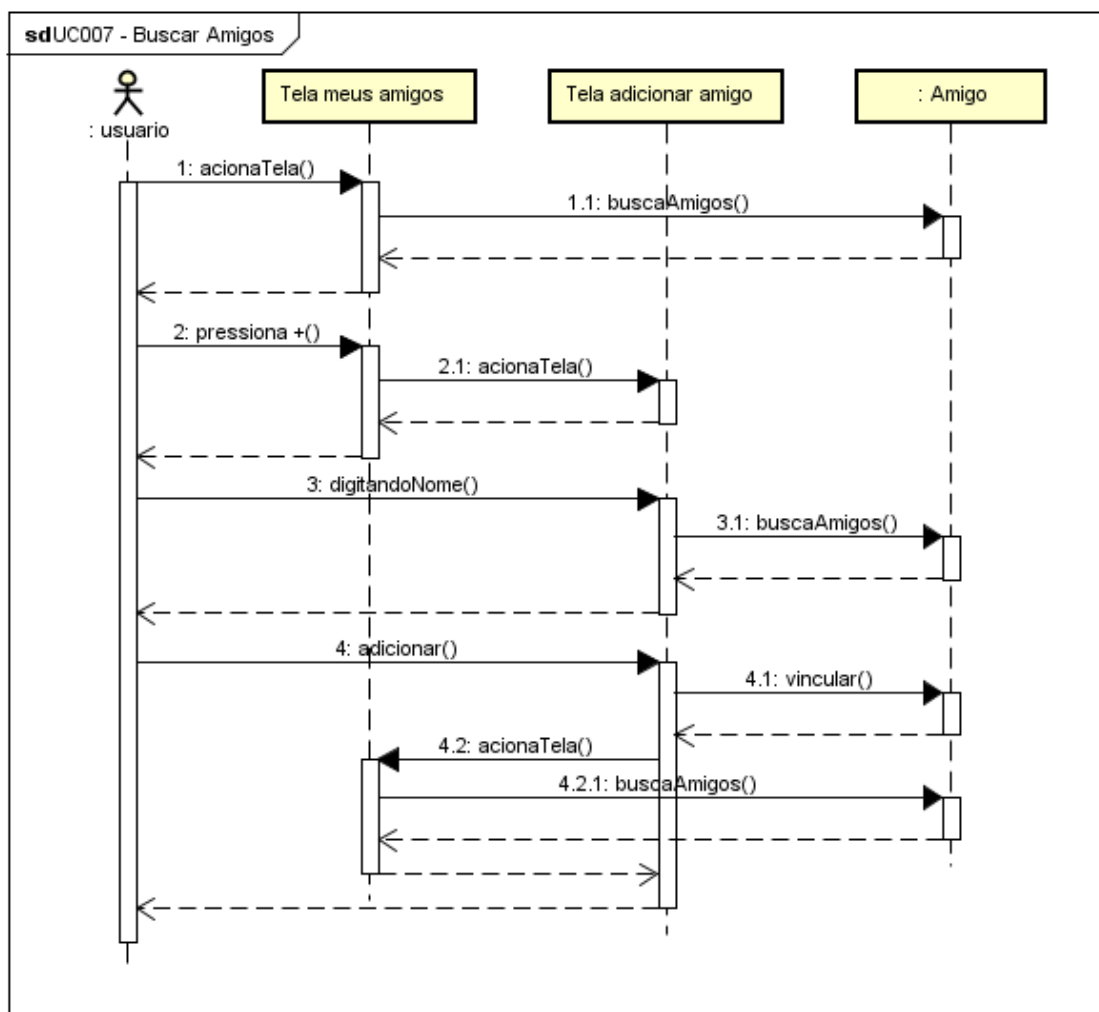 sdUC007 - Buscar Amigos
: usuario
Tela meus amigos
Tela adicionar amigo
: Amigo
1: acionaTela()
1.1: buscaAmigos()
2: pressiona +()
2.1: acionaTela()
3: digitandoNome()
3.1: buscaAmigos()
4: adicionar()
4.1: vincular()
4.2: acionaTela()
4.2.1: buscaAmigos()